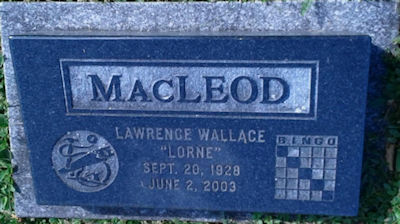 MACLEOD
LAWRENCE WALLACE
"LORNE"
SEPT. 20, 1928
JUNE 2, 2003
BINGO